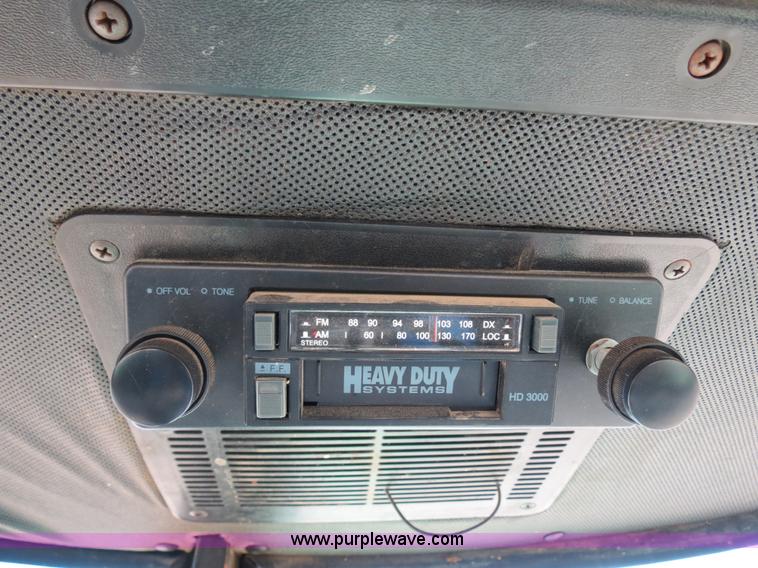 OFF VOL TONE
TUNE BALANCE
FM 88 90 94 98 103 108 DX
AM 60 80 100 130 170 LOC
STEREO
F.F.
HEAVY DUTY
SYSTEMS
HD 3000
www.purplewave.com